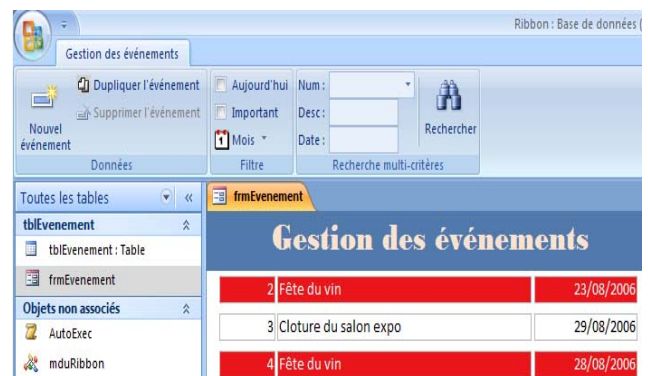 Ribbon : Base de données (
Gestion des événements
Dupliquer l'événement
Supprimer l'événement
Nouvel
événement
Données
Aujourd'hui
Important
Mois
Filtre
Num :
Desc :
Date :
Rechercher
Recherche multi-critères
Toutes les tables
tblEvenement
tblEvenement : Table
frmEvenement
Objets non associés
AutoExec
mduRibbon
frmEvenement
Gestion des événements
2 Fête du vin 23/08/2006
3 Cloture du salon expo 29/08/2006
4 Fête du vin 28/08/2006